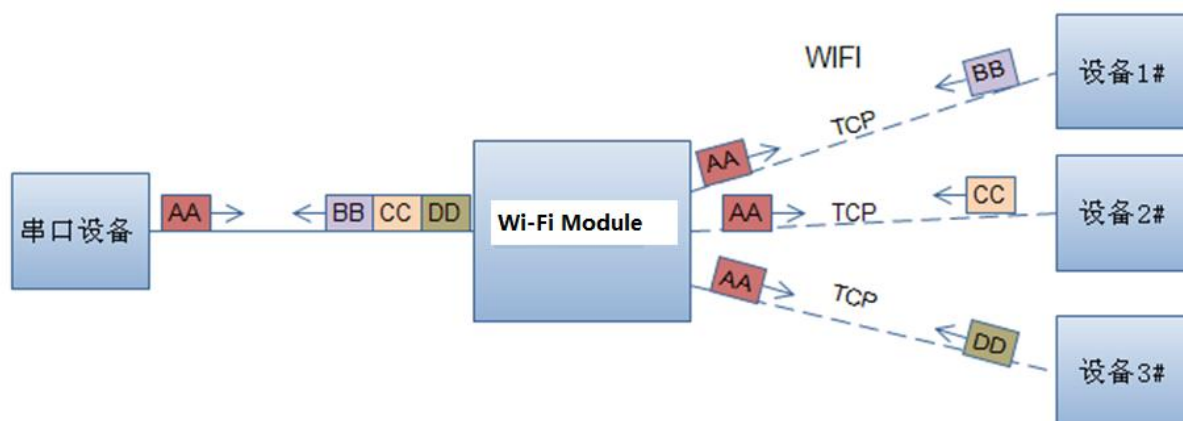 WIFI
设备1#
BB
TCP
AA
串口设备
AA
BB CC DD
Wi-Fi Module
AA
TCP
CC
设备2#
AA
TCP
DD
设备3#